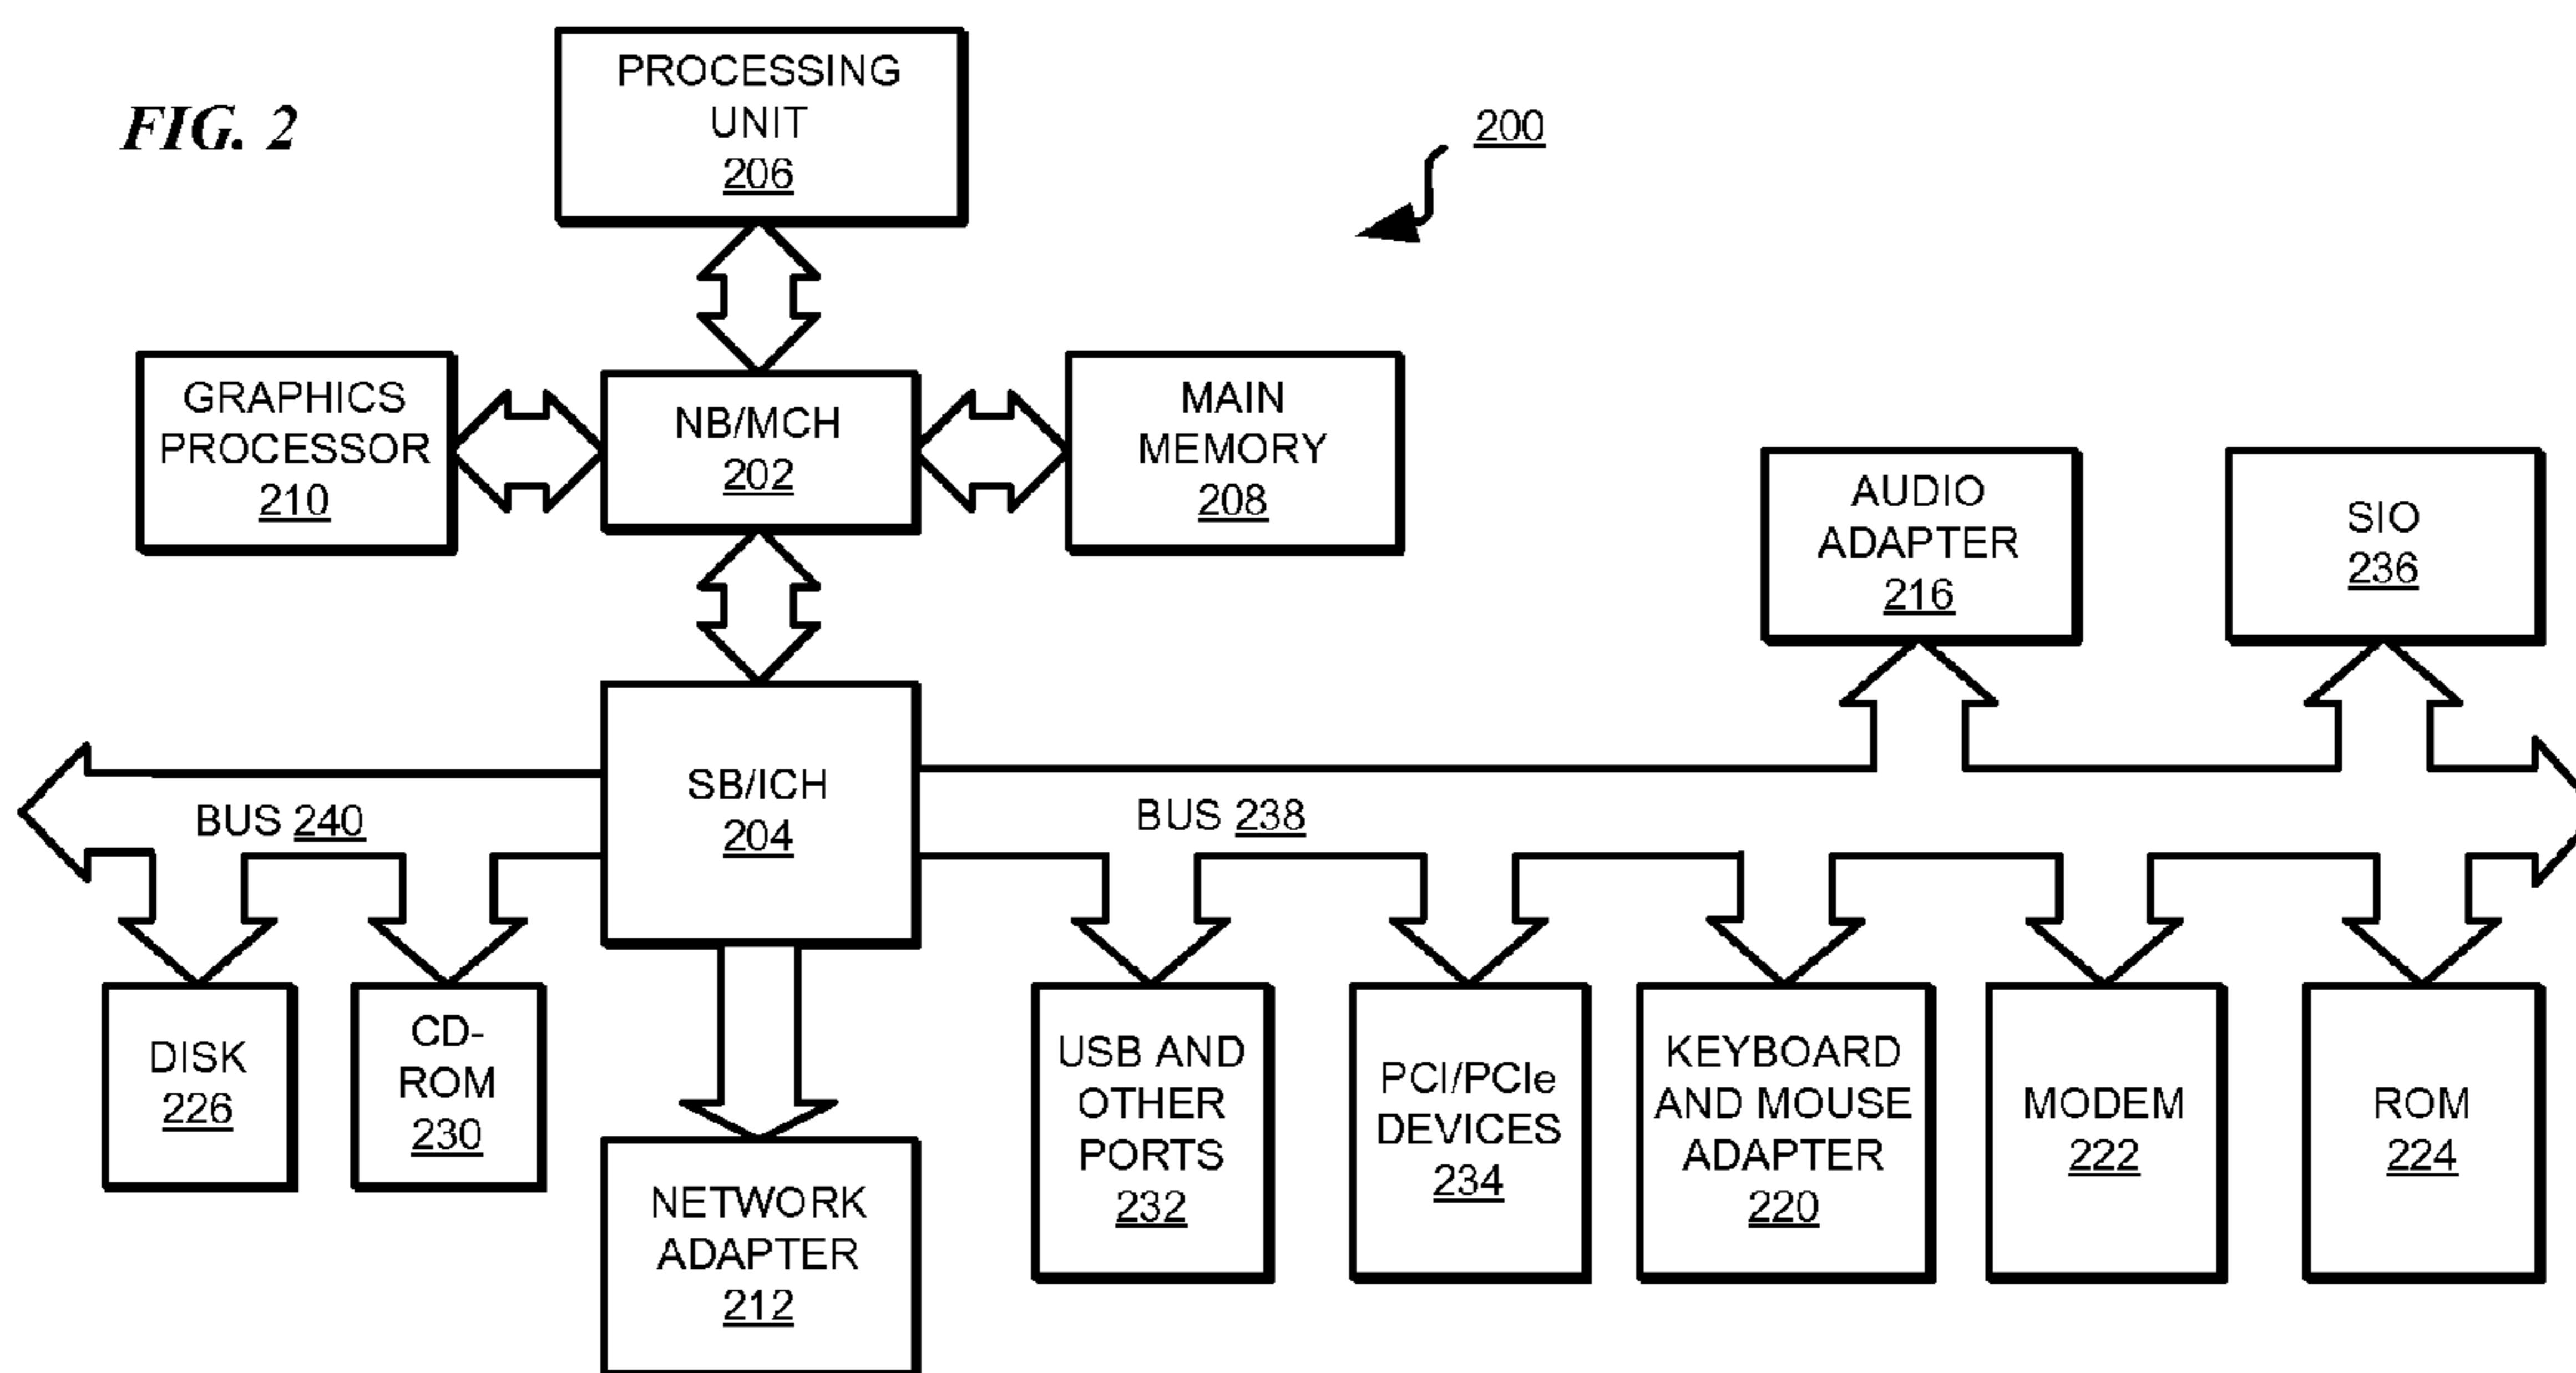 FIG. 2
PROCESSING
UNIT
206
200
GRAPHICS
PROCESSOR
210
NB/MCH
202
MAIN
MEMORY
208
AUDIO
ADAPTER
216
SIO
236
SB/ICH
204
BUS 240
BUS 238
DISK
226
CD-
ROM
230
NETWORK
ADAPTER
212
USB AND
OTHER
PORTS
232
PCI/PCIe
DEVICES
234
KEYBOARD
AND MOUSE
ADAPTER
220
MODEM
222
ROM
224